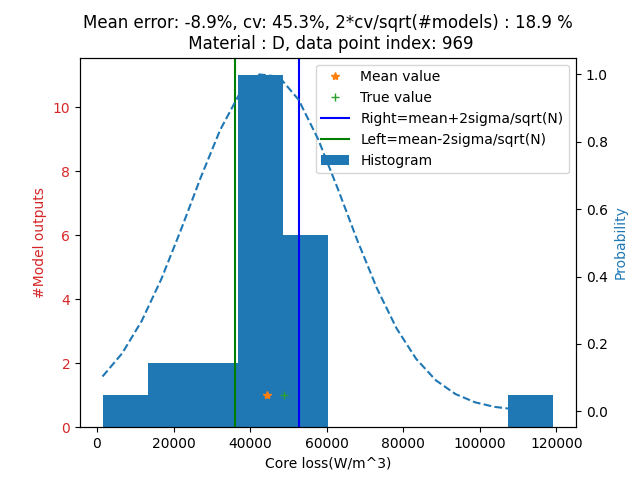 Mean error: -8.9%, cv: 45.3%, 2*cv/sqrt(#models) : 18.9 %
Material : D, data point index: 969
Mean value
True value
Right=mean+2sigma/sqrt(N)
Left=mean-2sigma/sqrt(N)
Histogram
#Model outputs
10
8
6
4
2
0
Probability
1.0
0.8
0.6
0.4
0.2
0.0
0 20000 40000 60000 80000 100000 120000
Core loss(W/m^3)